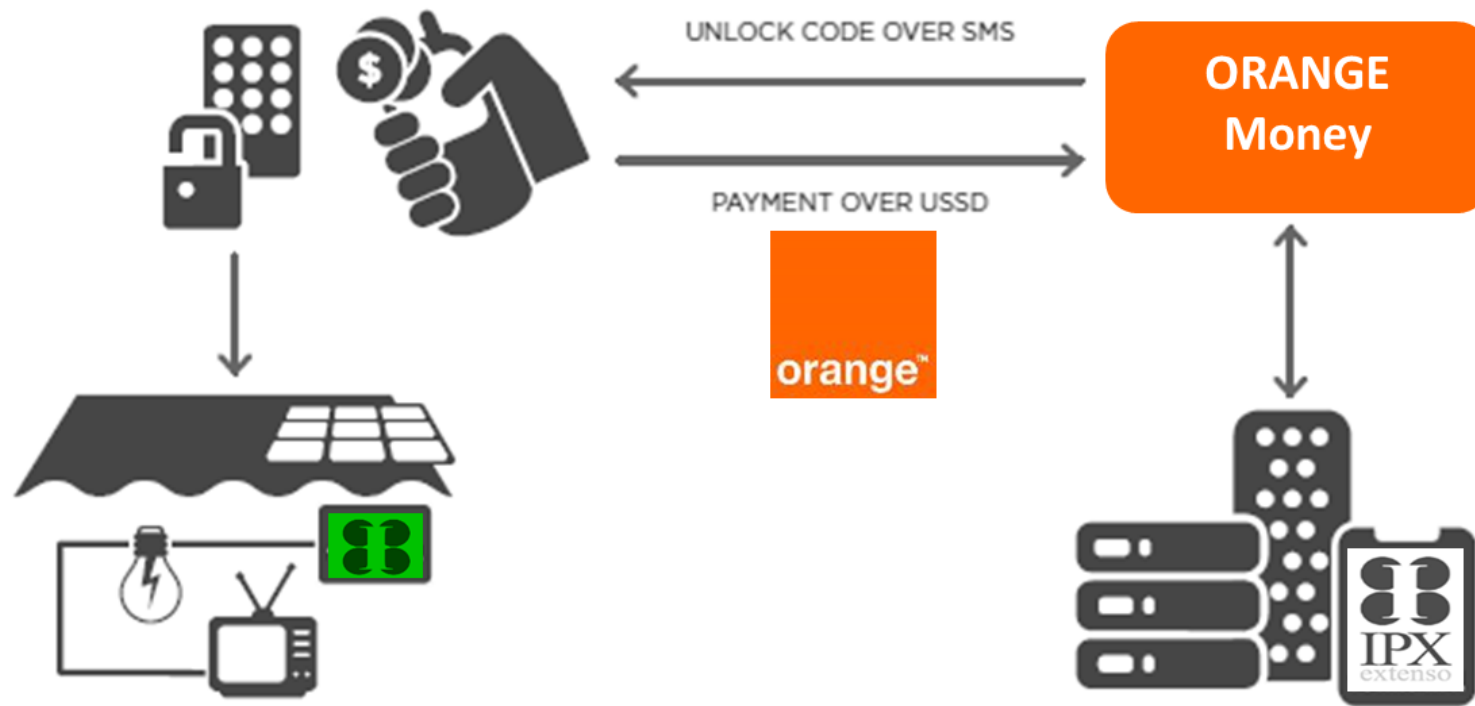 UNLOCK CODE OVER SMS
ORANGE
Money
$
PAYMENT OVER USSD
orange™
IPX
extenso